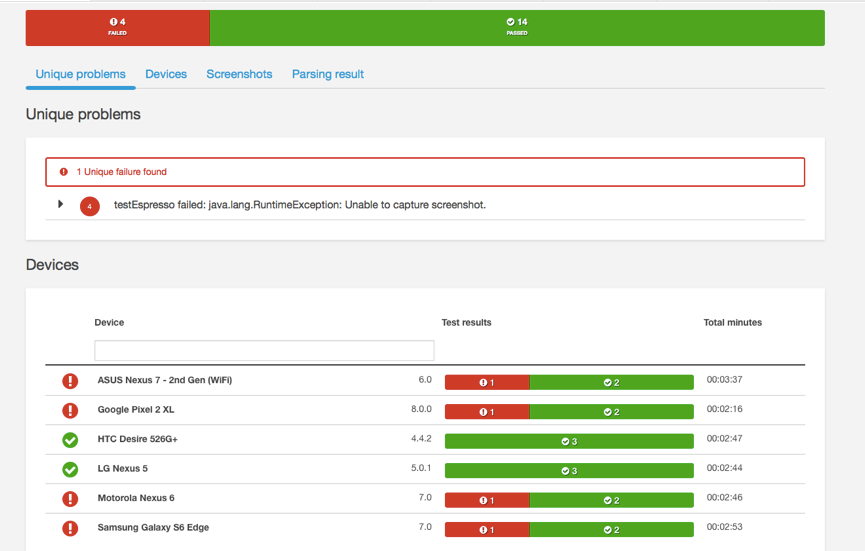 4
FAILED
14
PASSED
Unique problems Devices Screenshots Parsing result
Unique problems
1 Unique failure found
4 testEspresso failed: java.lang.RuntimeException: Unable to capture screenshot.
Devices
Device Test results Total minutes
ASUS Nexus 7 - 2nd Gen (WiFi) 6.0 1 2 00:03:37
Google Pixel 2 XL 8.0.0 1 2 00:02:16
HTC Desire 526G+ 4.4.2 3 00:02:47
LG Nexus 5 5.0.1 3 00:02:44
Motorola Nexus 6 7.0 1 2 00:02:46
Samsung Galaxy S6 Edge 7.0 1 2 00:02:53